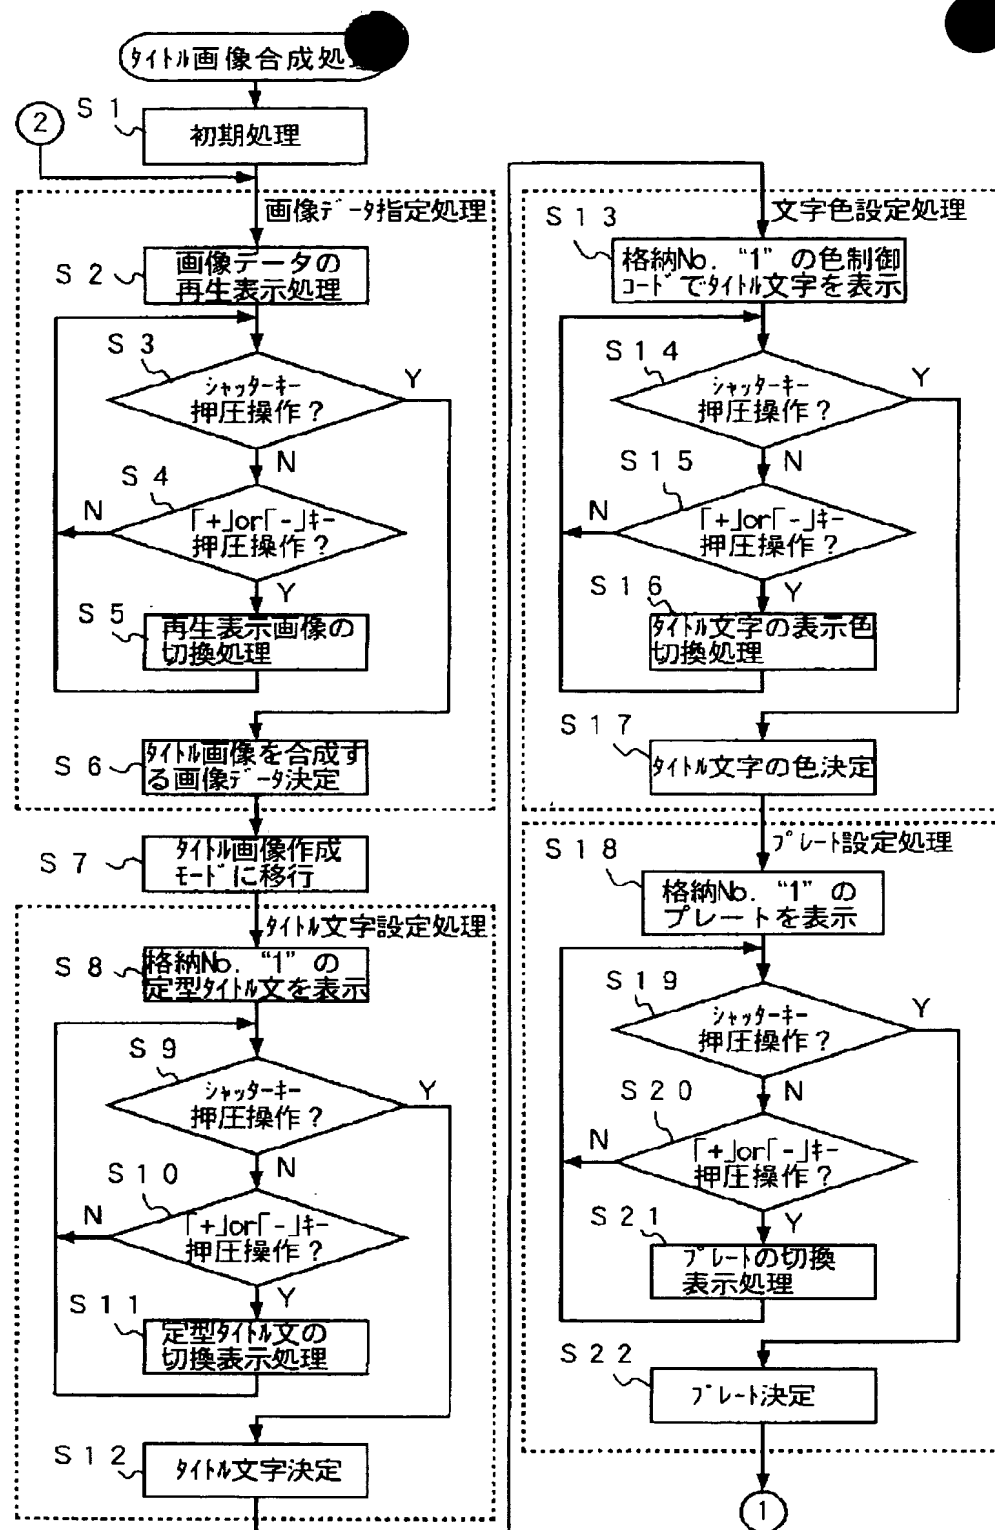 タイトル画像合成処
②
S1
初期処理
画像データ指定処理
S2
画像データの
再生表示処理
S3
シャッターキー
押圧操作？
Y
N
S4
「+」or「-」キー
押圧操作？
N
Y
S5
再生表示画像の
切換処理
S6
タイトル画像を合成す
る画像データ決定
S7
タイトル画像作成
モードに移行
タイトル文字設定処理
S8
格納No. “1” の
定型タイトル文を表示
S9
シャッターキー
押圧操作？
Y
N
S10
「+」or「-」キー
押圧操作？
N
Y
S11
定型タイトル文の
切換表示処理
S12
タイトル文字決定
文字色設定処理
S13
格納No. “1” の色制御
コードでタイトル文字を表示
S14
シャッターキー
押圧操作？
Y
N
S15
「+」or「-」キー
押圧操作？
N
Y
S16
タイトル文字の表示色
切換処理
S17
タイトル文字の色決定
プレート設定処理
S18
格納No. “1” の
プレートを表示
S19
シャッターキー
押圧操作？
Y
N
S20
「+」or「-」キー
押圧操作？
N
Y
S21
プレートの切換
表示処理
S22
プレート決定
①